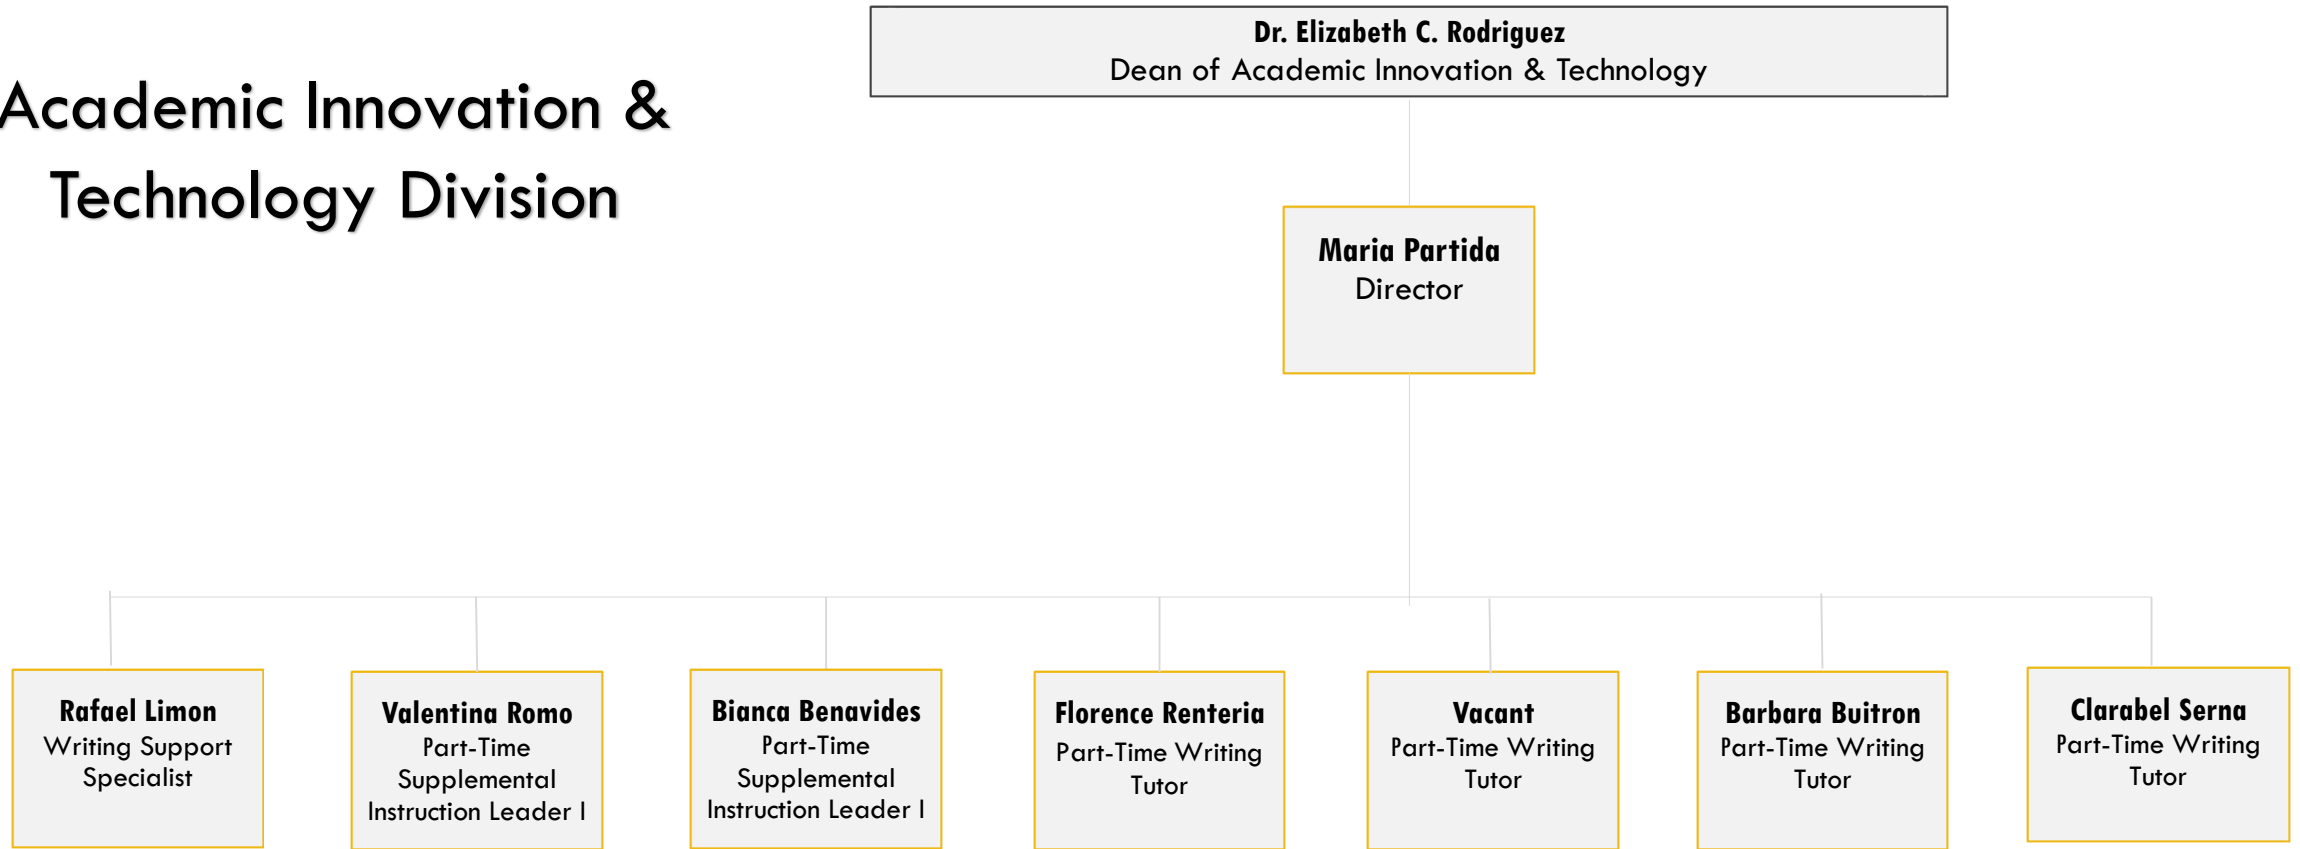 Academic Innovation &
Technology Division
Dr. Elizabeth C. Rodriguez
Dean of Academic Innovation & Technology
Maria Partida
Director
Rafael Limon
Writing Support
Specialist
Valentina Romo
Part-Time
Supplemental
Instruction Leader I
Bianca Benavides
Part-Time
Supplemental
Instruction Leader I
Florence Renteria
Part-Time Writing
Tutor
Vacant
Part-Time Writing
Tutor
Barbara Buitron
Part-Time Writing
Tutor
Clarabel Serna
Part-Time Writing
Tutor